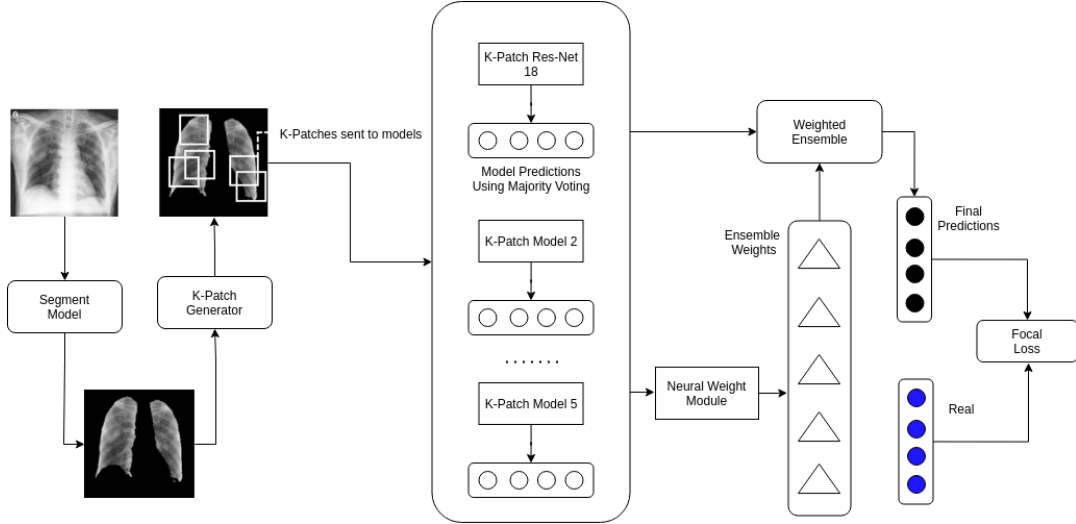 K-Patches sent to models
Segment
Model
K-Patch
Generator
K-Patch Res-Net
18
Model Predictions
Using Majority Voting
K-Patch Model 2
.......
K-Patch Model 5
Neural Weight
Module
Ensemble
Weights
Weighted
Ensemble
Final
Predictions
Focal
Loss
Real